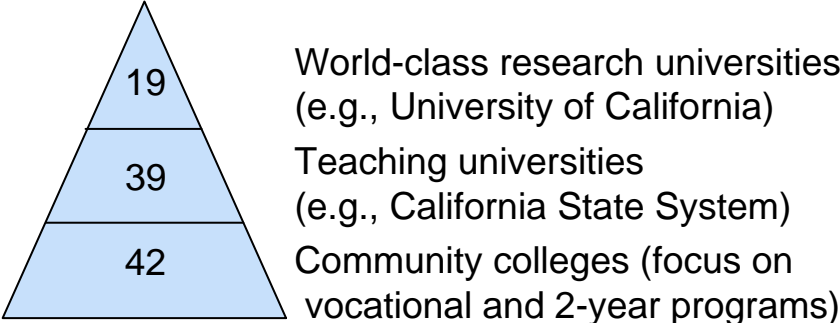 19
World-class research universities
(e.g., University of California)
39
Teaching universities
(e.g., California State System)
42
Community colleges (focus on
vocational and 2-year programs)